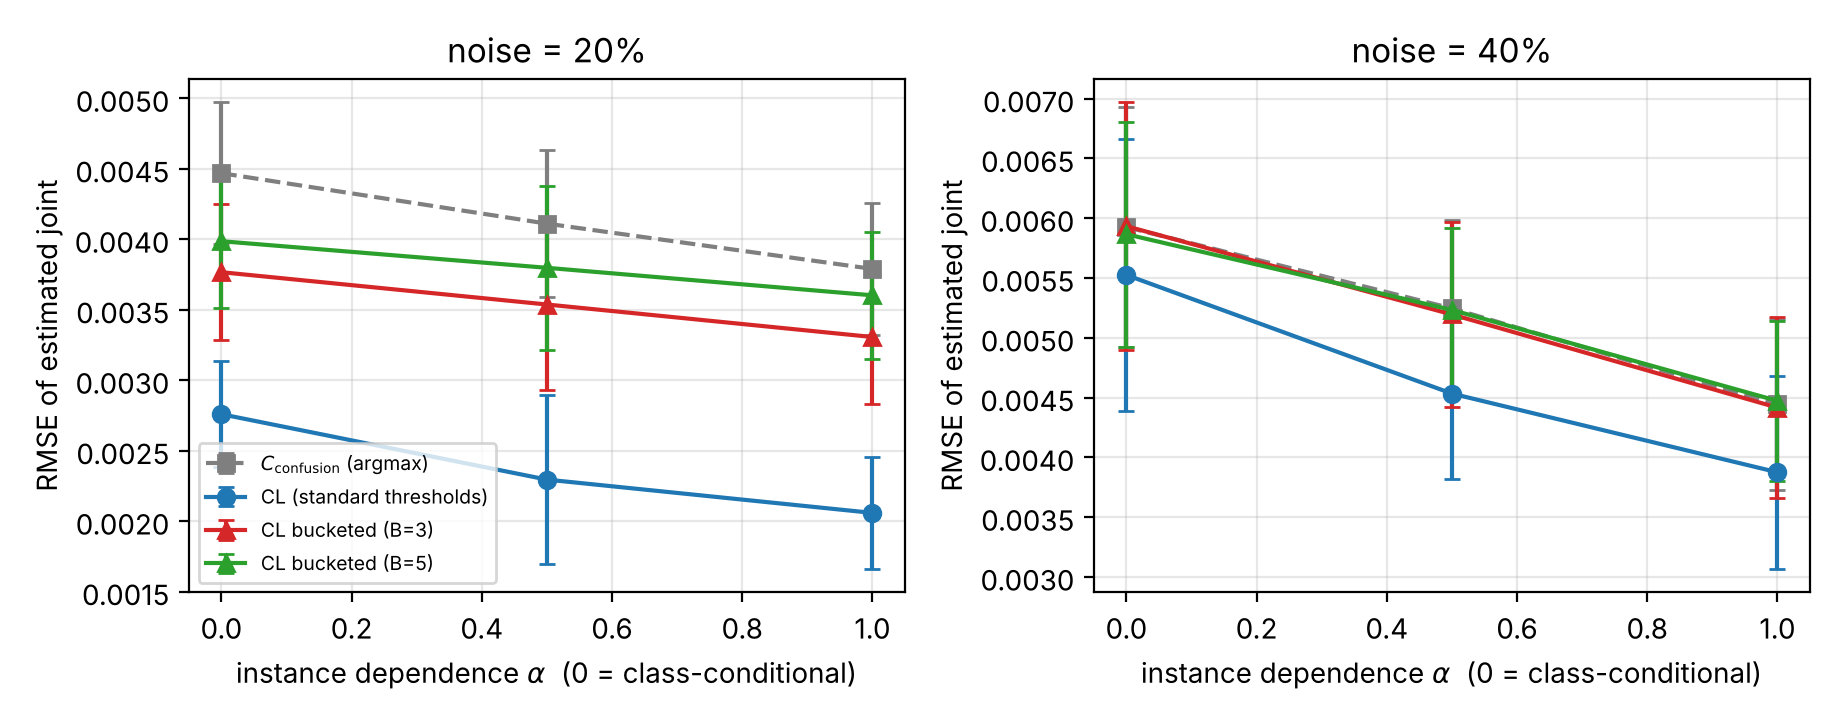 noise = 20%
RMSE of estimated joint
0.0050
0.0045
0.0040
0.0035
0.0030
0.0025
0.0020
0.0015
C_confusion (argmax)
CL (standard thresholds)
CL bucketed (B=3)
CL bucketed (B=5)
0.0 0.2 0.4 0.6 0.8 1.0
instance dependence α (0 = class-conditional)
noise = 40%
RMSE of estimated joint
0.0070
0.0065
0.0060
0.0055
0.0050
0.0045
0.0040
0.0035
0.0030
0.0 0.2 0.4 0.6 0.8 1.0
instance dependence α (0 = class-conditional)